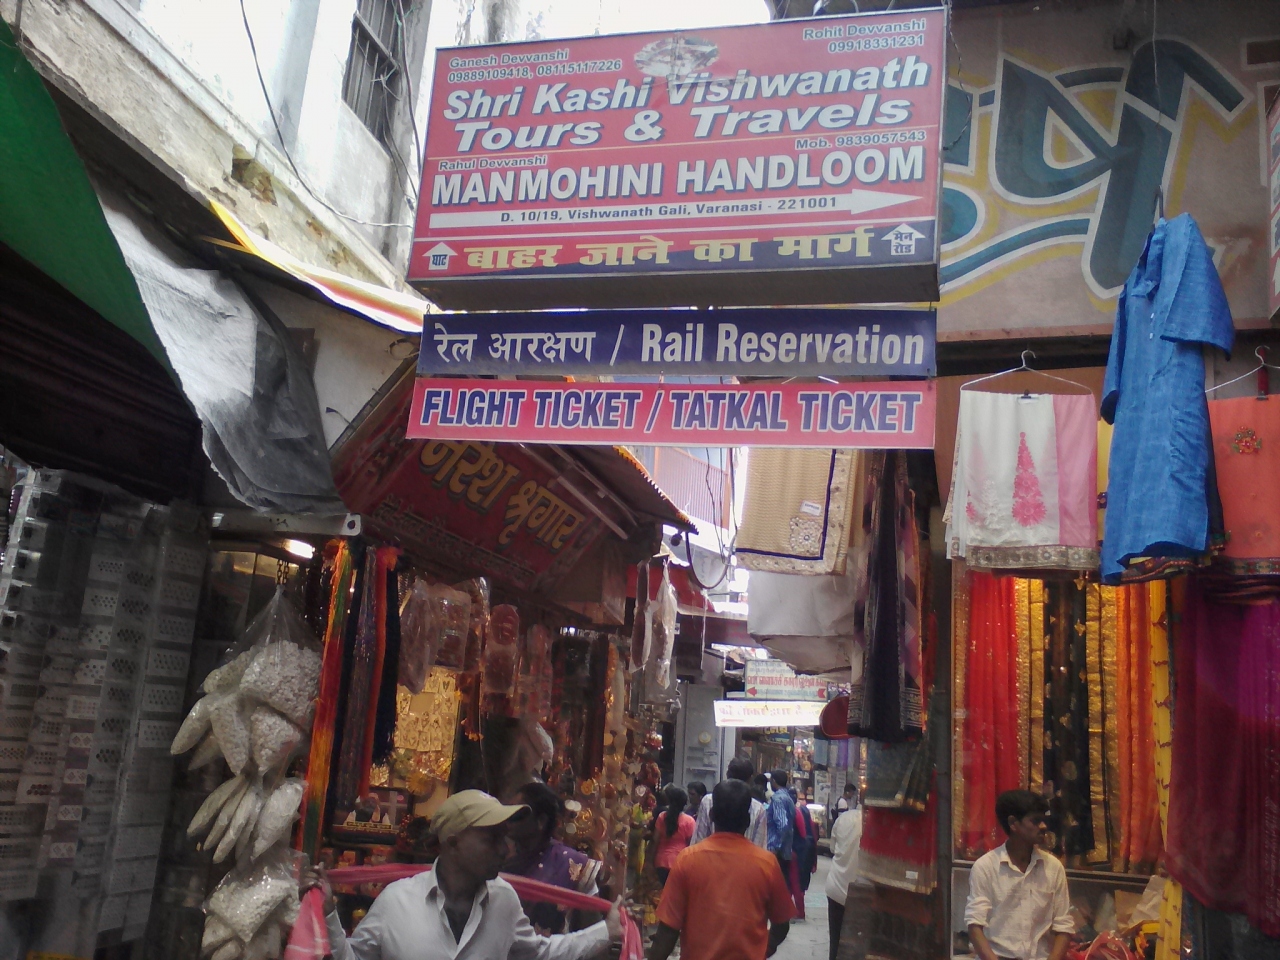 Ganesh Devvanshi
09889109418, 08115117226
Rohit Devvanshi
09918331231
Shri Kashi Vishwanath
Tours & Travels
Rahul Devvanshi
Mob. 9839057543
MANMOHINI HANDLOOM
D. 10/19, Vishwanath Gali, Varanasi - 221001
घाट बाहर जाने का मार्ग मेन रोड
रेल आरक्षण / Rail Reservation
FLIGHT TICKET / TATKAL TICKET
नरेश श्रृंगार